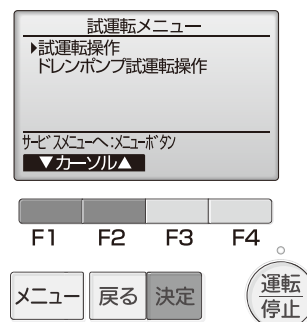 試運転メニュー
▶試運転操作
ドレンポンプ試運転操作
サービスメニューへ:メニューボタン
▼カーソル▲
F1 F2 F3 F4
メニュー 戻る 決定 運転
停止